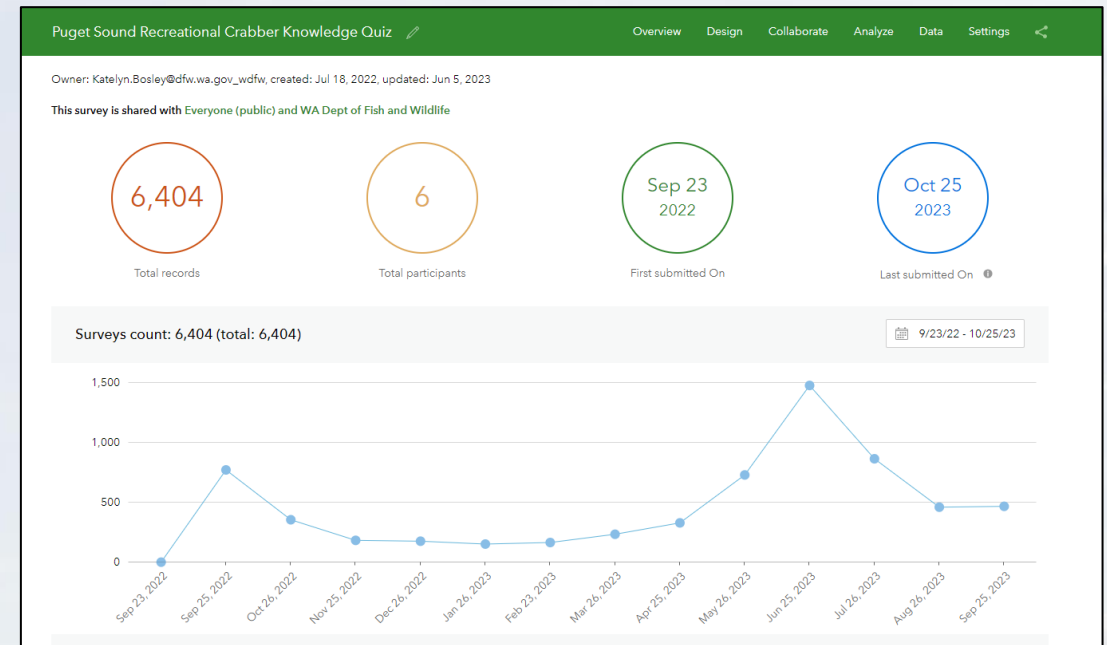 Puget Sound Recreational Crabber Knowledge Quiz
Overview Design Collaborate Analyze Data Settings
Owner: Katelyn.Bosley@dfw.wa.gov_wdfw, created: Jul 18, 2022, updated: Jun 5, 2023
This survey is shared with Everyone (public) and WA Dept of Fish and Wildlife
6,404
Total records
6
Total participants
Sep 23
2022
First submitted On
Oct 25
2023
Last submitted On
Surveys count: 6,404 (total: 6,404)
9/23/22 - 10/25/23
1,500
1,000
500
0
Sep 23, 2022
Sep 25, 2022
Oct 26, 2022
Nov 25, 2022
Dec 26, 2022
Jan 26, 2023
Feb 23, 2023
Mar 26, 2023
Apr 25, 2023
May 26, 2023
Jun 25, 2023
Jul 26, 2023
Aug 26, 2023
Sep 25, 2023